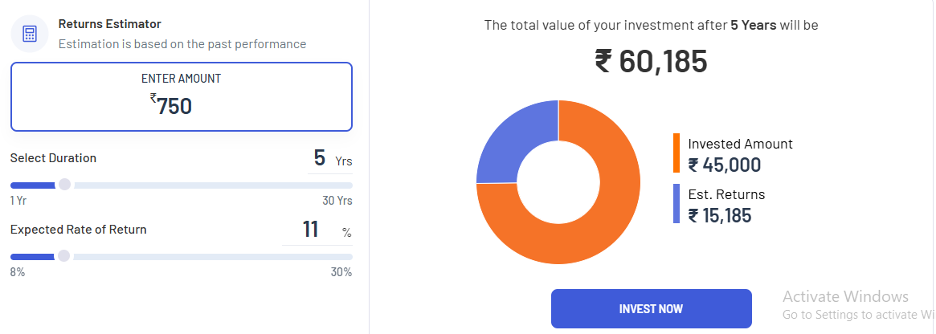 Returns Estimator
Estimation is based on the past performance
ENTER AMOUNT
₹750
Select Duration
5 Yrs
1 Yr
30 Yrs
Expected Rate of Return
11 %
8%
30%
The total value of your investment after 5 Years will be
₹ 60,185
Invested Amount
₹ 45,000
Est. Returns
₹ 15,185
INVEST NOW
Activate Windows
Go to Settings to activate Wi